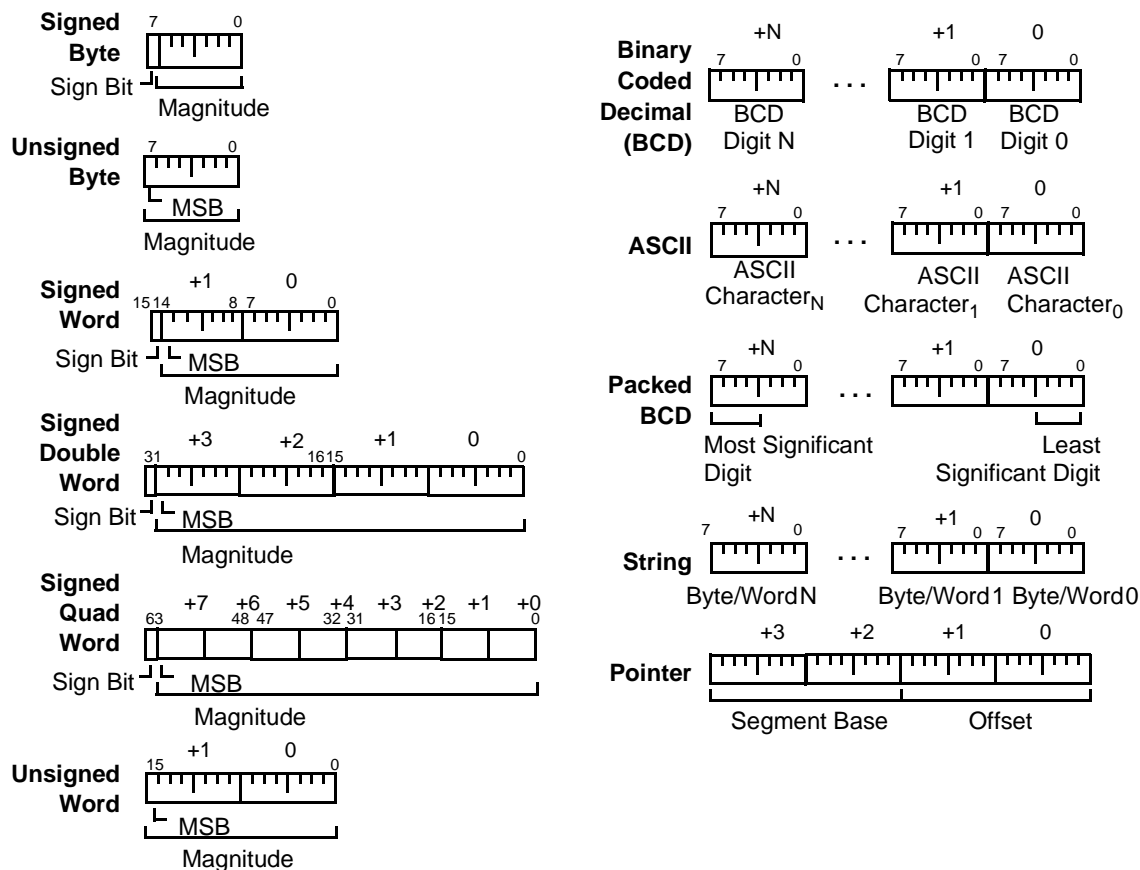 Signed
Byte
7 0
Sign Bit
Magnitude
Unsigned
Byte
7 0
MSB
Magnitude
Signed
Word
+1 0
15 14 8 7 0
Sign Bit
MSB
Magnitude
Signed
Double
Word
+3 +2 +1 0
31 16 15 0
Sign Bit
MSB
Magnitude
Signed
Quad
Word
+7 +6 +5 +4 +3 +2 +1 +0
63 48 47 32 31 16 15 0
Sign Bit
MSB
Magnitude
Unsigned
Word
+1 0
15 0
MSB
Magnitude
Binary
Coded
Decimal
(BCD)
+N +1 0
7 0 ... 7 0 7 0
BCD BCD BCD
Digit N Digit 1 Digit 0
ASCII
+N +1 0
7 0 ... 7 0 7 0
ASCII ASCII ASCII
CharacterN Character1 Character0
Packed
BCD
+N +1 0
7 0 ... 7 0 7 0
Most Significant
Digit
Least
Significant Digit
String
+N +1 0
7 0 ... 7 0 7 0
Byte/WordN Byte/Word1 Byte/Word0
Pointer
+3 +2 +1 0
Segment Base Offset